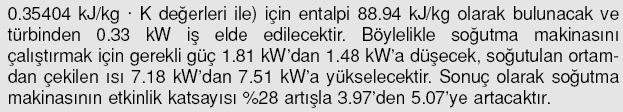 0.35404 kJ/kg · K değerleri ile) için entalpi 88.94 kJ/kg olarak bulunacak ve
türbinden 0.33 kW iş elde edilecektir. Böylelikle soğutma makinasını
çalıştırmak için gerekli güç 1.81 kW'dan 1.48 kW'a düşecek, soğutulan ortam-
dan çekilen ısı 7.18 kW'dan 7.51 kW'a yükselecektir. Sonuç olarak soğutma
makinasının etkinlik katsayısı %28 artışla 3.97'den 5.07'ye artacaktır.